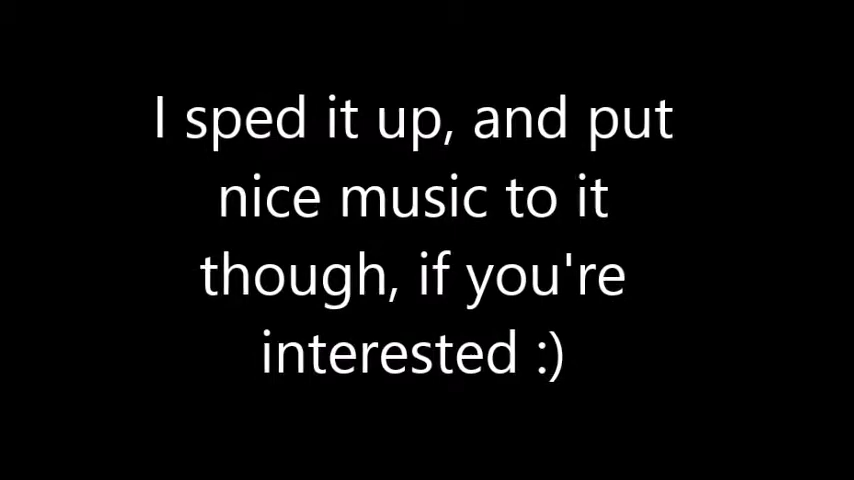 I sped it up, and put
nice music to it
though, if you're
interested :)